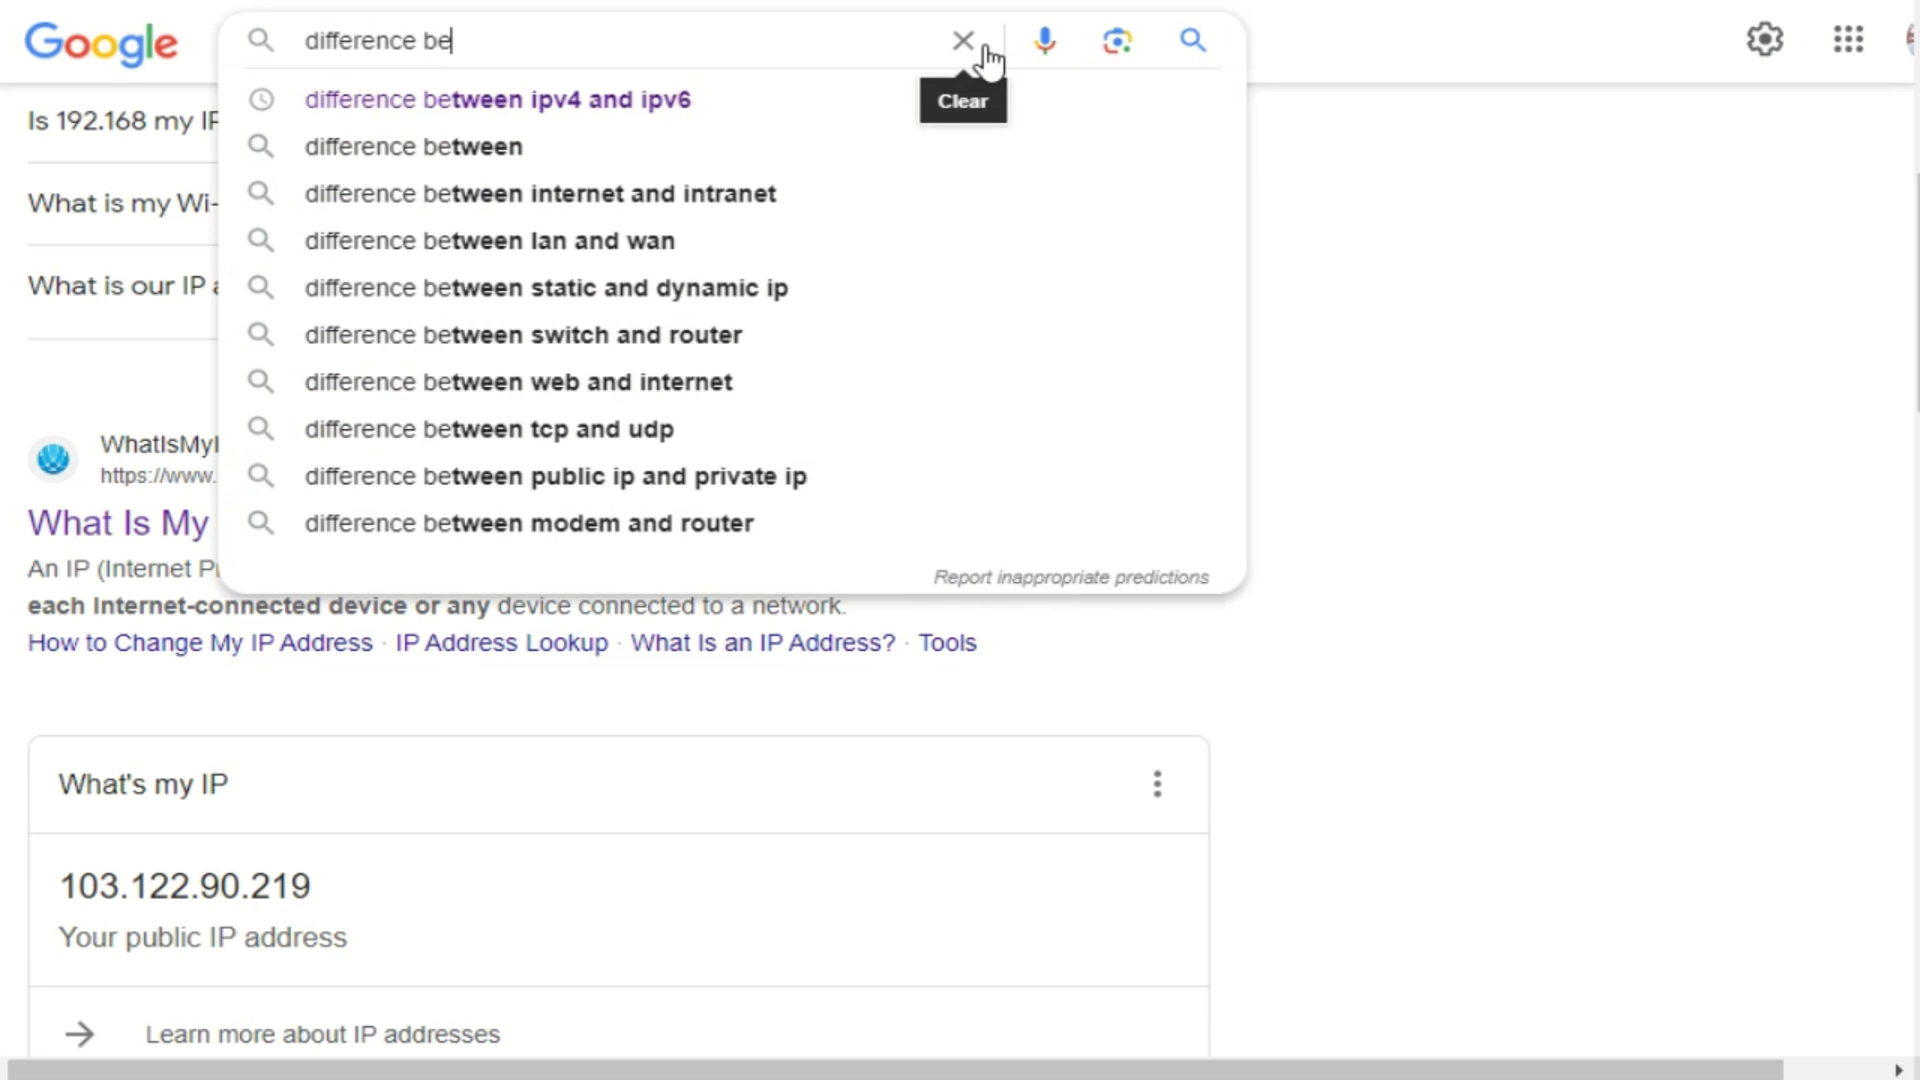 Google
difference be
Clear
difference between ipv4 and ipv6
difference between
difference between internet and intranet
difference between lan and wan
difference between static and dynamic ip
difference between switch and router
difference between web and internet
difference between tcp and udp
difference between public ip and private ip
difference between modem and router
Report inappropriate predictions
Is 192.168 my IP
What is my Wi-
What is our IP
WhatIsMyI
https://www.
What Is My
An IP (Internet P
each Internet-connected device or any device connected to a network.
How to Change My IP Address · IP Address Lookup · What Is an IP Address? · Tools
What's my IP
103.122.90.219
Your public IP address
Learn more about IP addresses